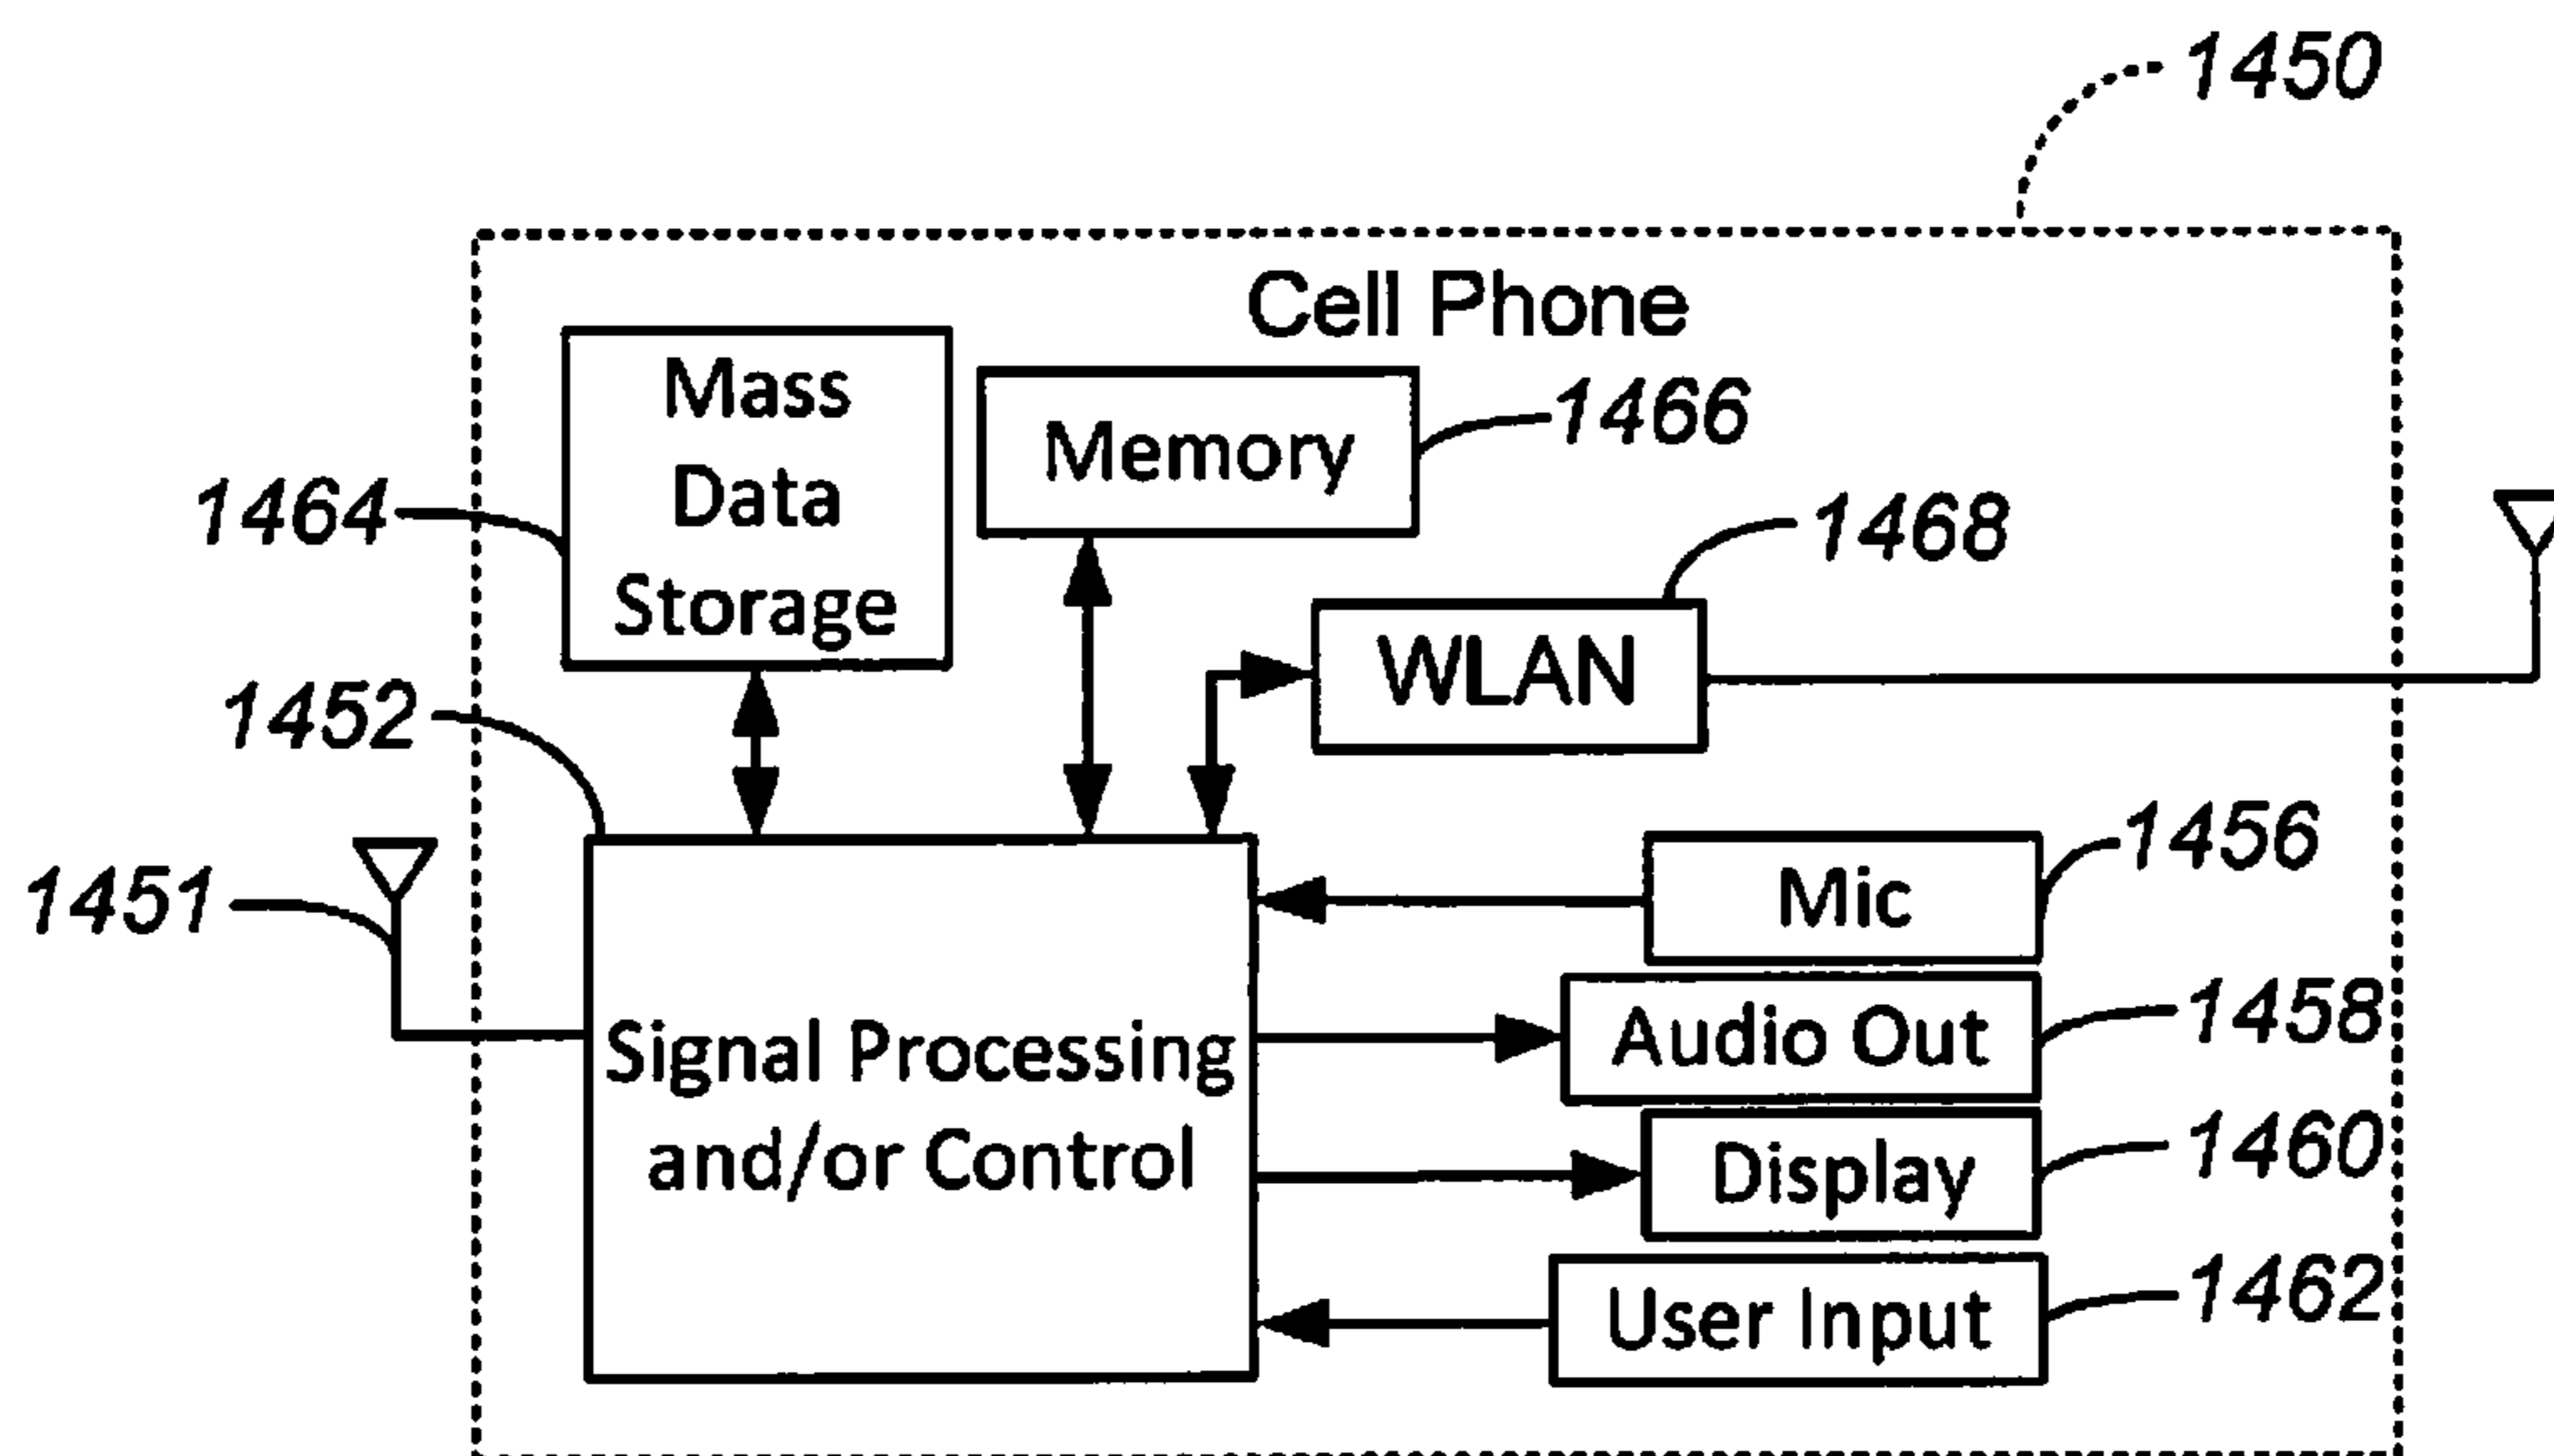 1450
Cell Phone
Mass
Data
Storage
Memory
1466
1464
1468
WLAN
1452
1456
Mic
1451
Audio Out
1458
Signal Processing
and/or Control
Display
1460
User Input
1462